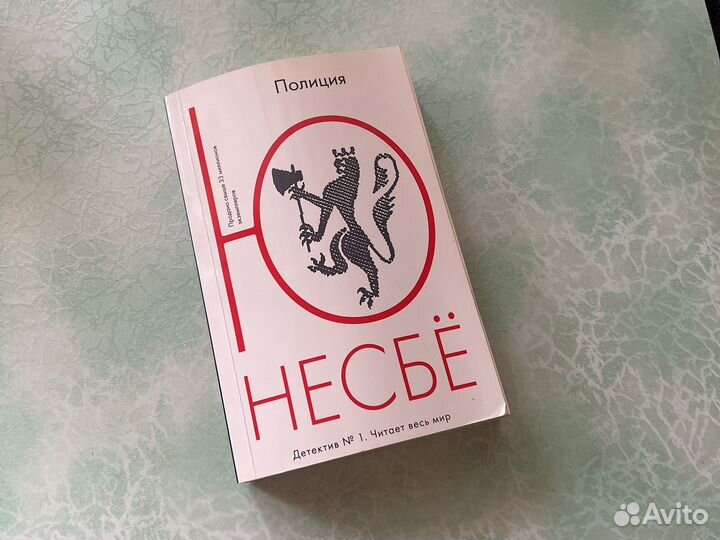 Полиция
Продано свыше 33 миллионов
экземпляров
Ю
НЕСБЁ
Детектив № 1. Читает весь мир
Avito